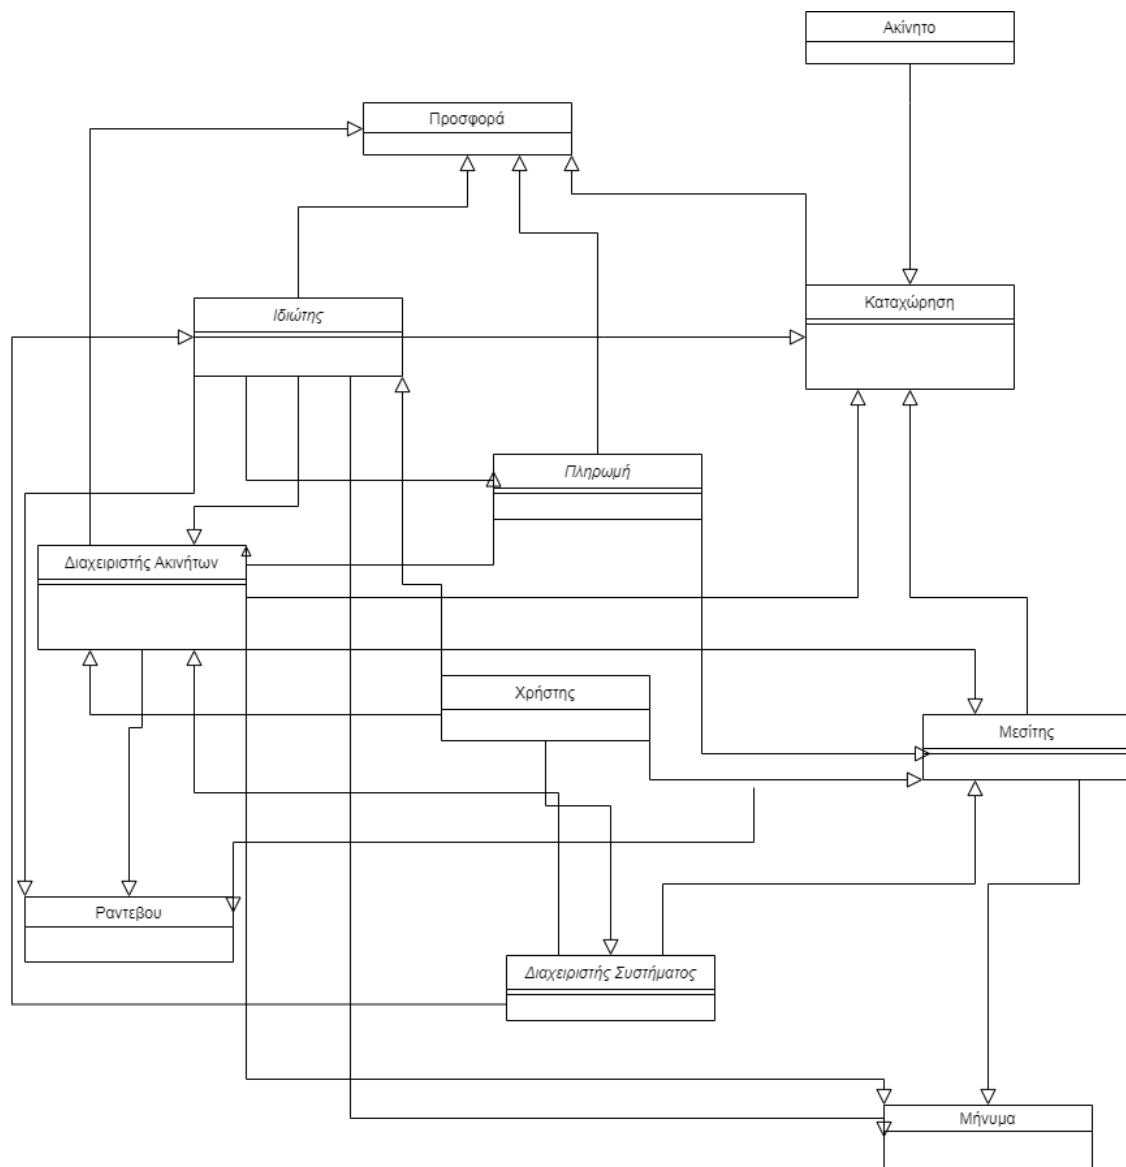 Ακίνητο
Προσφορά
Καταχώρηση
Ιδιώτης
Πληρωμή
Διαχειριστής Ακινήτων
Χρήστης
Μεσίτης
Ραντεβου
Διαχειριστής Συστήματος
Μήνυμα